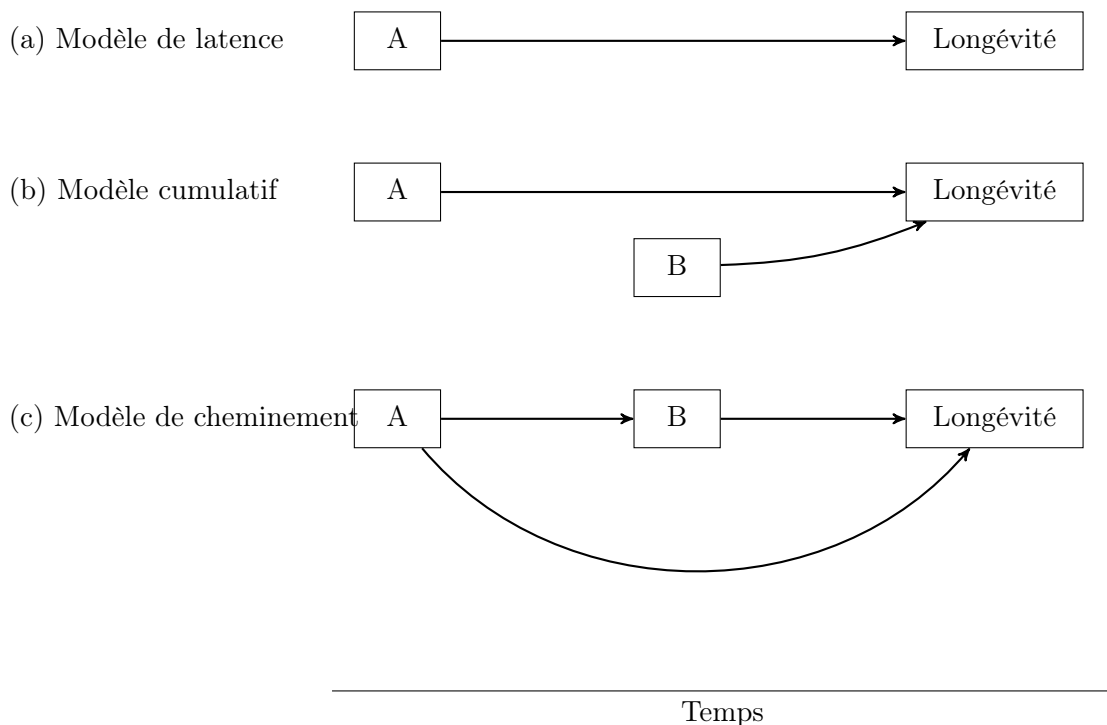 (a) Modèle de latence A Longévité
(b) Modèle cumulatif A Longévité
B
(c) Modèle de cheminement A B Longévité
Temps